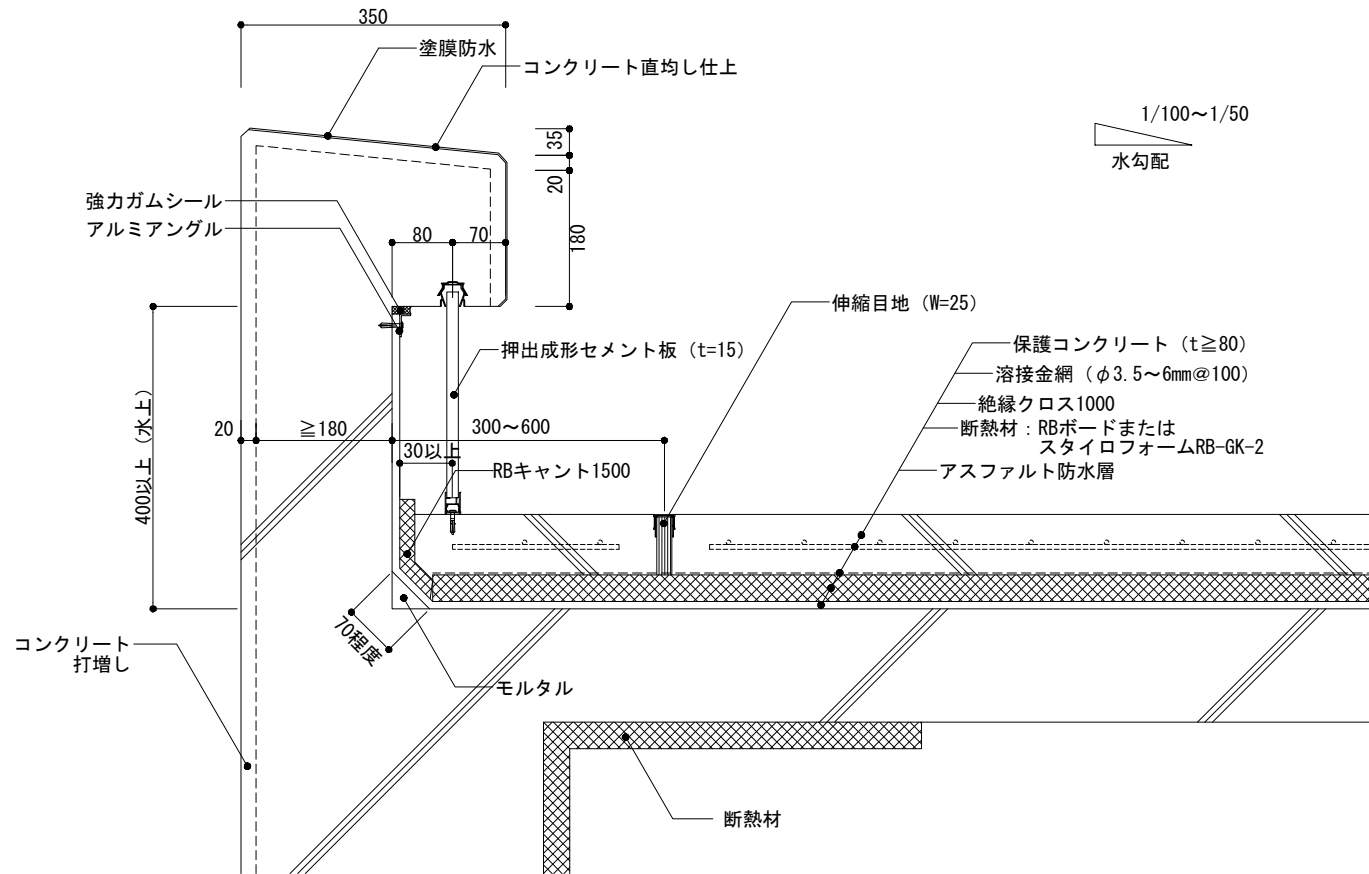 350
塗膜防水
コンクリート直均し仕上
1/100～1/50
水勾配
35
20
180
強力ガムシール
アルミアングル
80
70
伸縮目地（W=25）
押出成形セメント板（t=15）
保護コンクリート（t≧80）
溶接金網（φ3.5～6mm@100）
絶縁クロス1000
断熱材：RBボードまたは
スタイロフォームRB-GK-2
アスファルト防水層
400以上（水上）
20
≧180
300～600
30以上
RBキャント1500
70程度
コンクリート
打増し
モルタル
断熱材